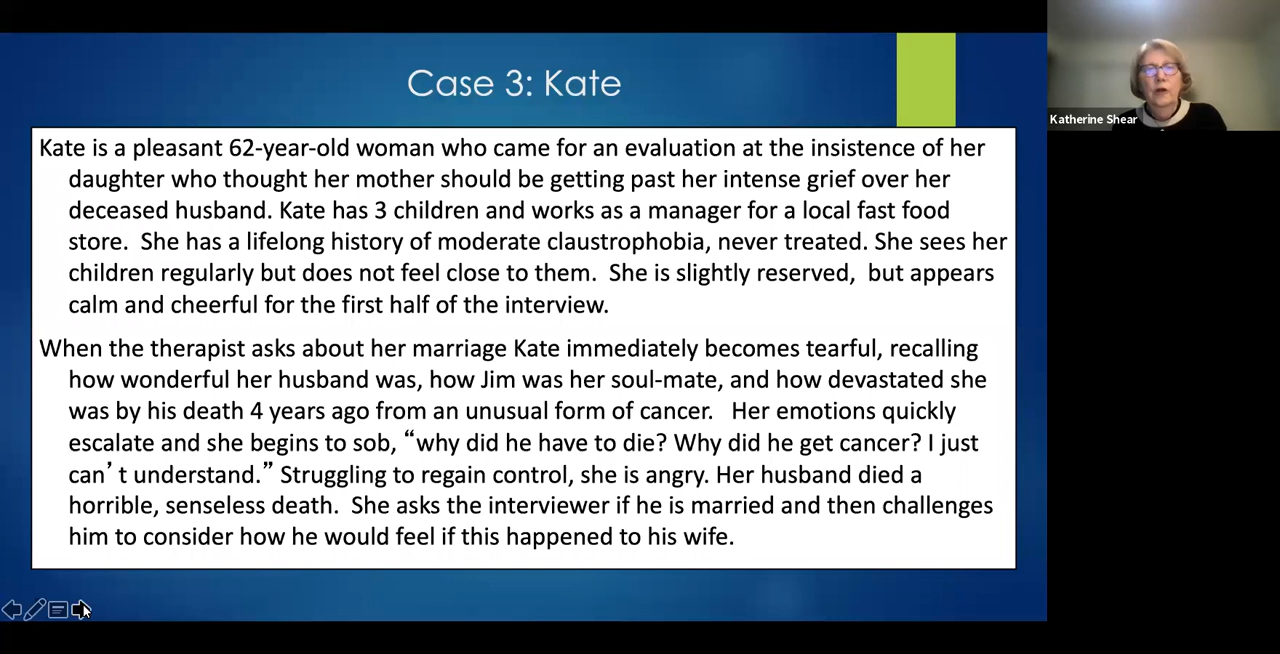 Case 3: Kate
Katherine Shear
Kate is a pleasant 62-year-old woman who came for an evaluation at the insistence of her
daughter who thought her mother should be getting past her intense grief over her
deceased husband. Kate has 3 children and works as a manager for a local fast food
store.  She has a lifelong history of moderate claustrophobia, never treated. She sees her
children regularly but does not feel close to them.  She is slightly reserved,  but appears
calm and cheerful for the first half of the interview.
When the therapist asks about her marriage Kate immediately becomes tearful, recalling
how wonderful her husband was, how Jim was her soul-mate, and how devastated she
was by his death 4 years ago from an unusual form of cancer.   Her emotions quickly
escalate and she begins to sob, “why did he have to die? Why did he get cancer? I just
can’t understand.” Struggling to regain control, she is angry. Her husband died a
horrible, senseless death.  She asks the interviewer if he is married and then challenges
him to consider how he would feel if this happened to his wife.